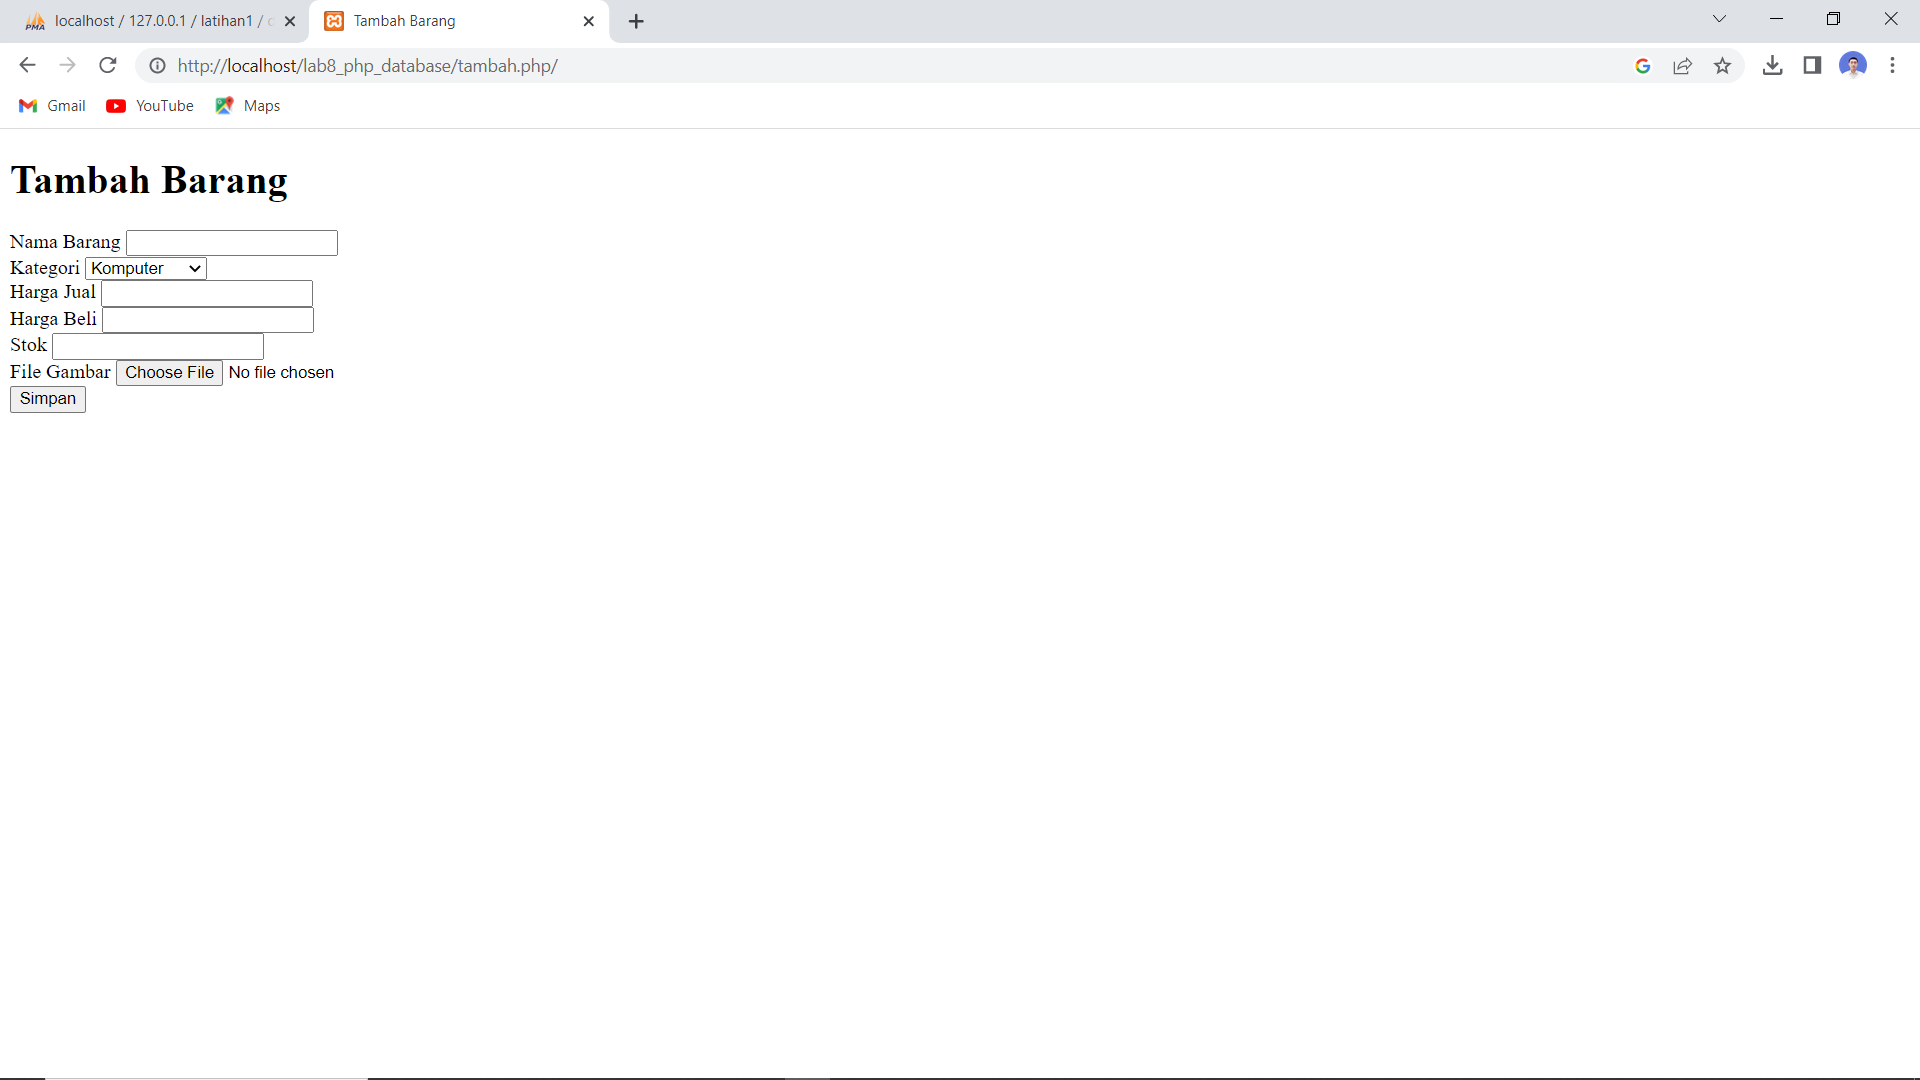 PMA
localhost / 127.0.0.1 / latihan1 /
Tambah Barang
http://localhost/lab8_php_database/tambah.php/
Gmail
YouTube
Maps
Tambah Barang
Nama Barang
Kategori Komputer
Harga Jual
Harga Beli
Stok
File Gambar Choose File No file chosen
Simpan